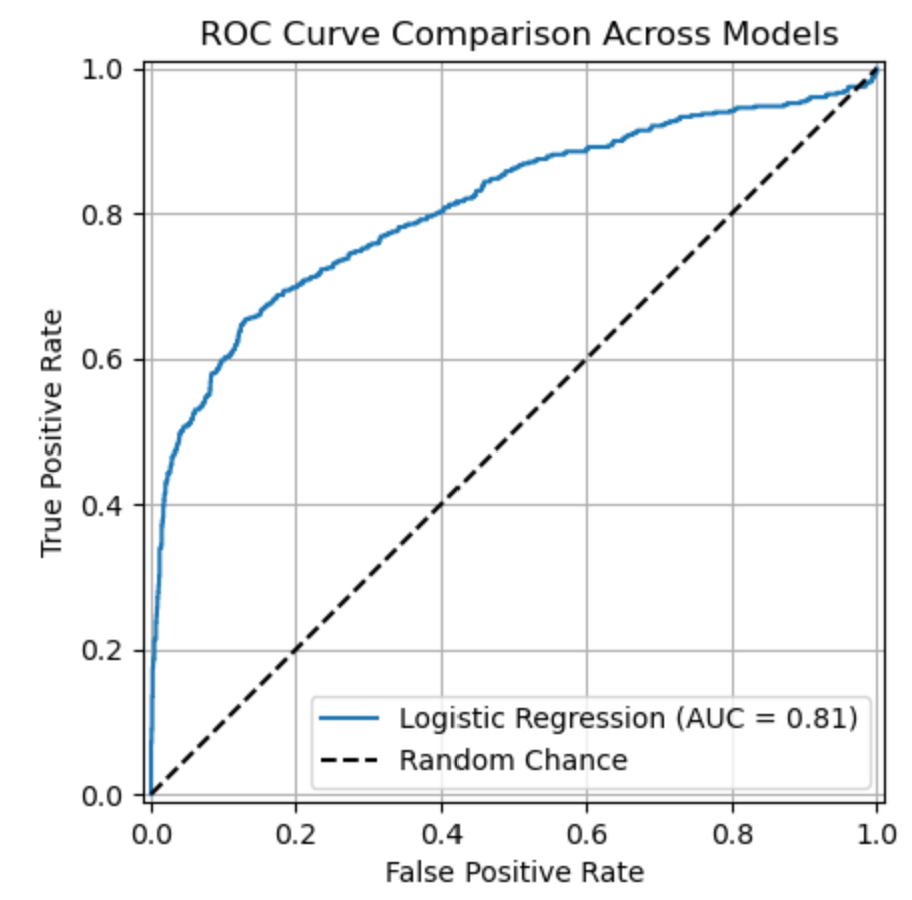 ROC Curve Comparison Across Models
1.0
0.8
0.6
0.4
0.2
0.0
True Positive Rate
Logistic Regression (AUC = 0.81)
Random Chance
0.0 0.2 0.4 0.6 0.8 1.0
False Positive Rate